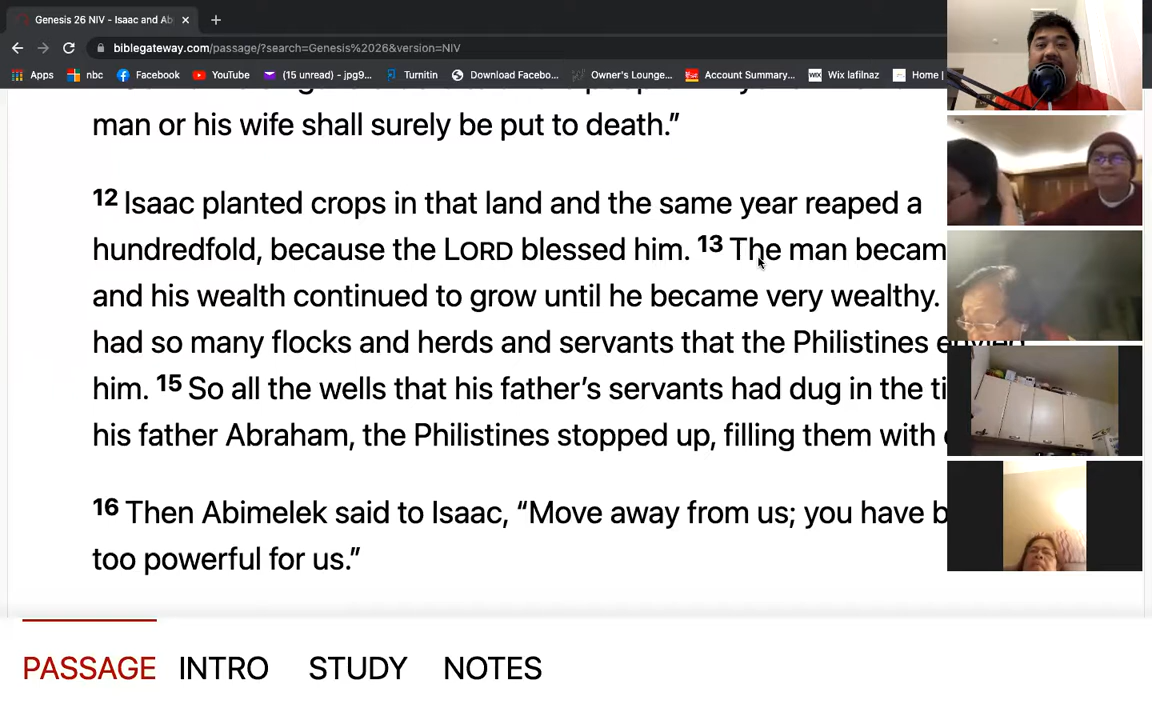 Genesis 26 NIV - Isaac and Ab
biblegateway.com/passage/?search=Genesis%2026&version=NIV
Apps nbc Facebook YouTube (15 unread) - jpg9... Turnitin Download Facebo... Owner's Lounge... Account Summary... WIX Wix lafilnaz Home |
man or his wife shall surely be put to death.”
12 Isaac planted crops in that land and the same year reaped a
hundredfold, because the LORD blessed him. 13 The man becam
and his wealth continued to grow until he became very wealthy.
had so many flocks and herds and servants that the Philistines envied
him. 15 So all the wells that his father’s servants had dug in the ti
his father Abraham, the Philistines stopped up, filling them with
16 Then Abimelek said to Isaac, “Move away from us; you have b
too powerful for us.”
PASSAGE INTRO STUDY NOTES